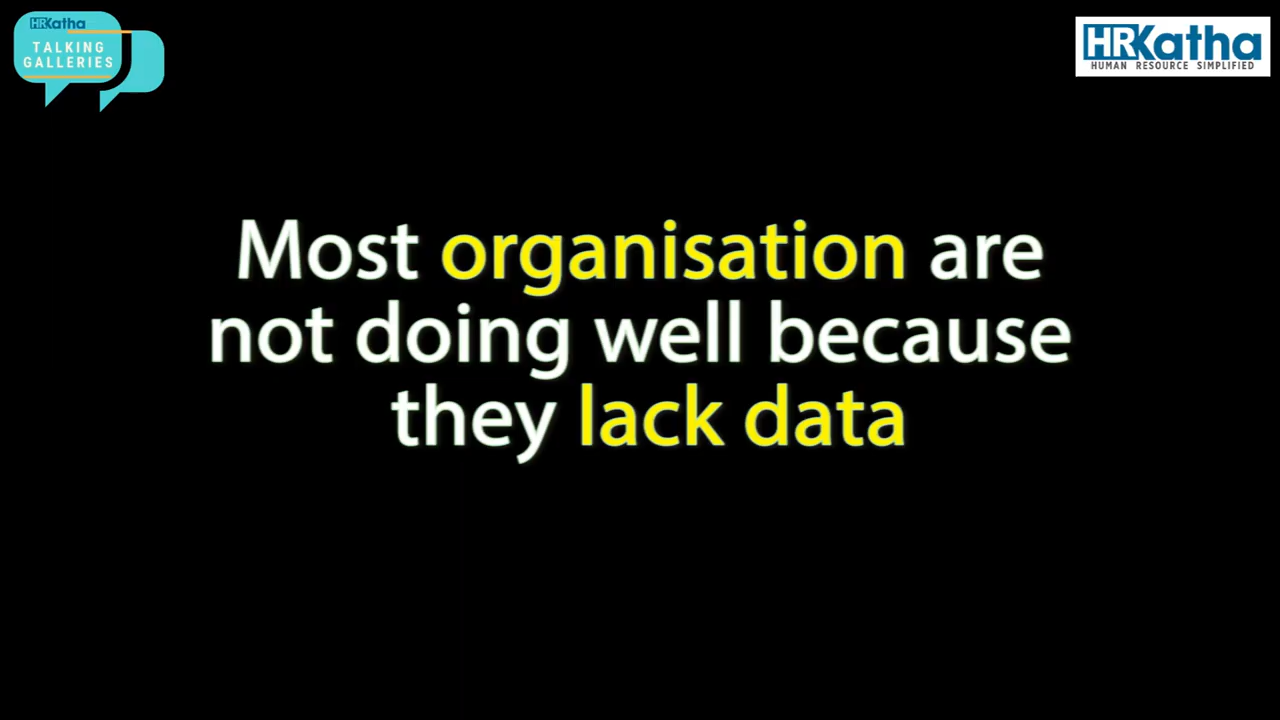 HRKatha
TALKING
GALLERIES
HRKatha
HUMAN RESOURCE SIMPLIFIED
Most organisation are
not doing well because
they lack data